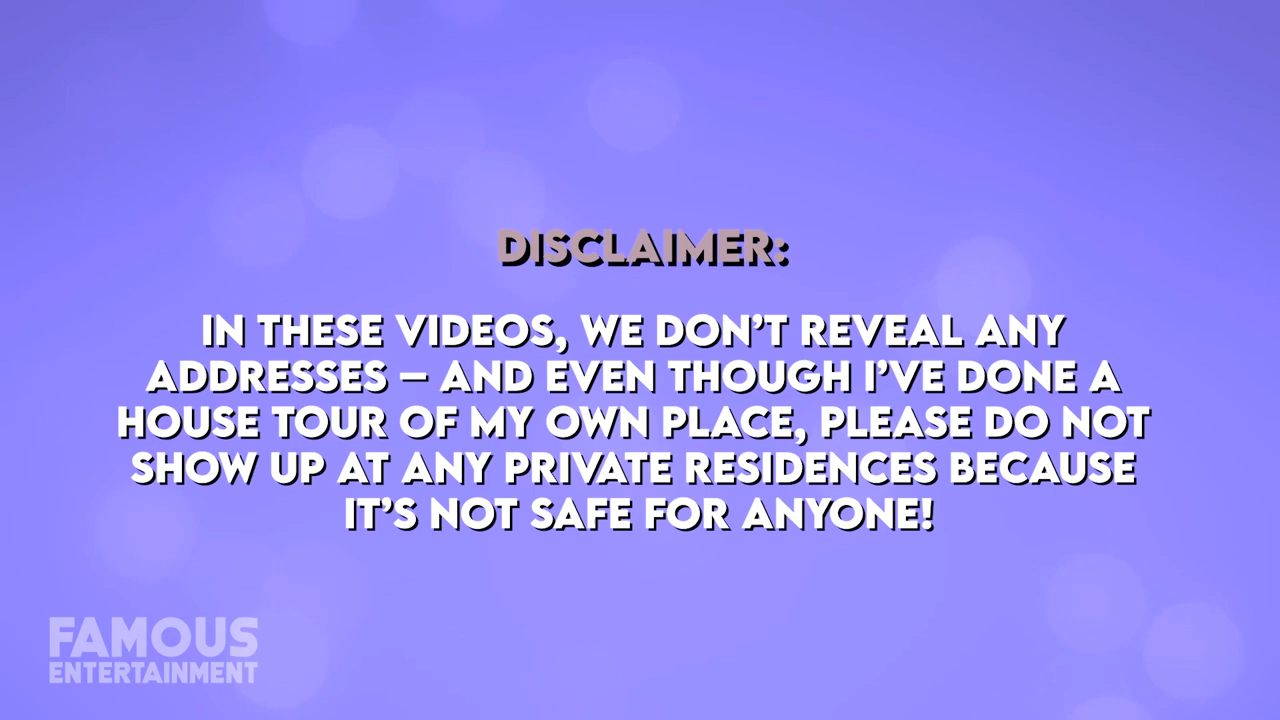 DISCLAIMER:
IN THESE VIDEOS, WE DON'T REVEAL ANY
ADDRESSES – AND EVEN THOUGH I'VE DONE A
HOUSE TOUR OF MY OWN PLACE, PLEASE DO NOT
SHOW UP AT ANY PRIVATE RESIDENCES BECAUSE
IT'S NOT SAFE FOR ANYONE!
FAMOUS
ENTERTAINMENT